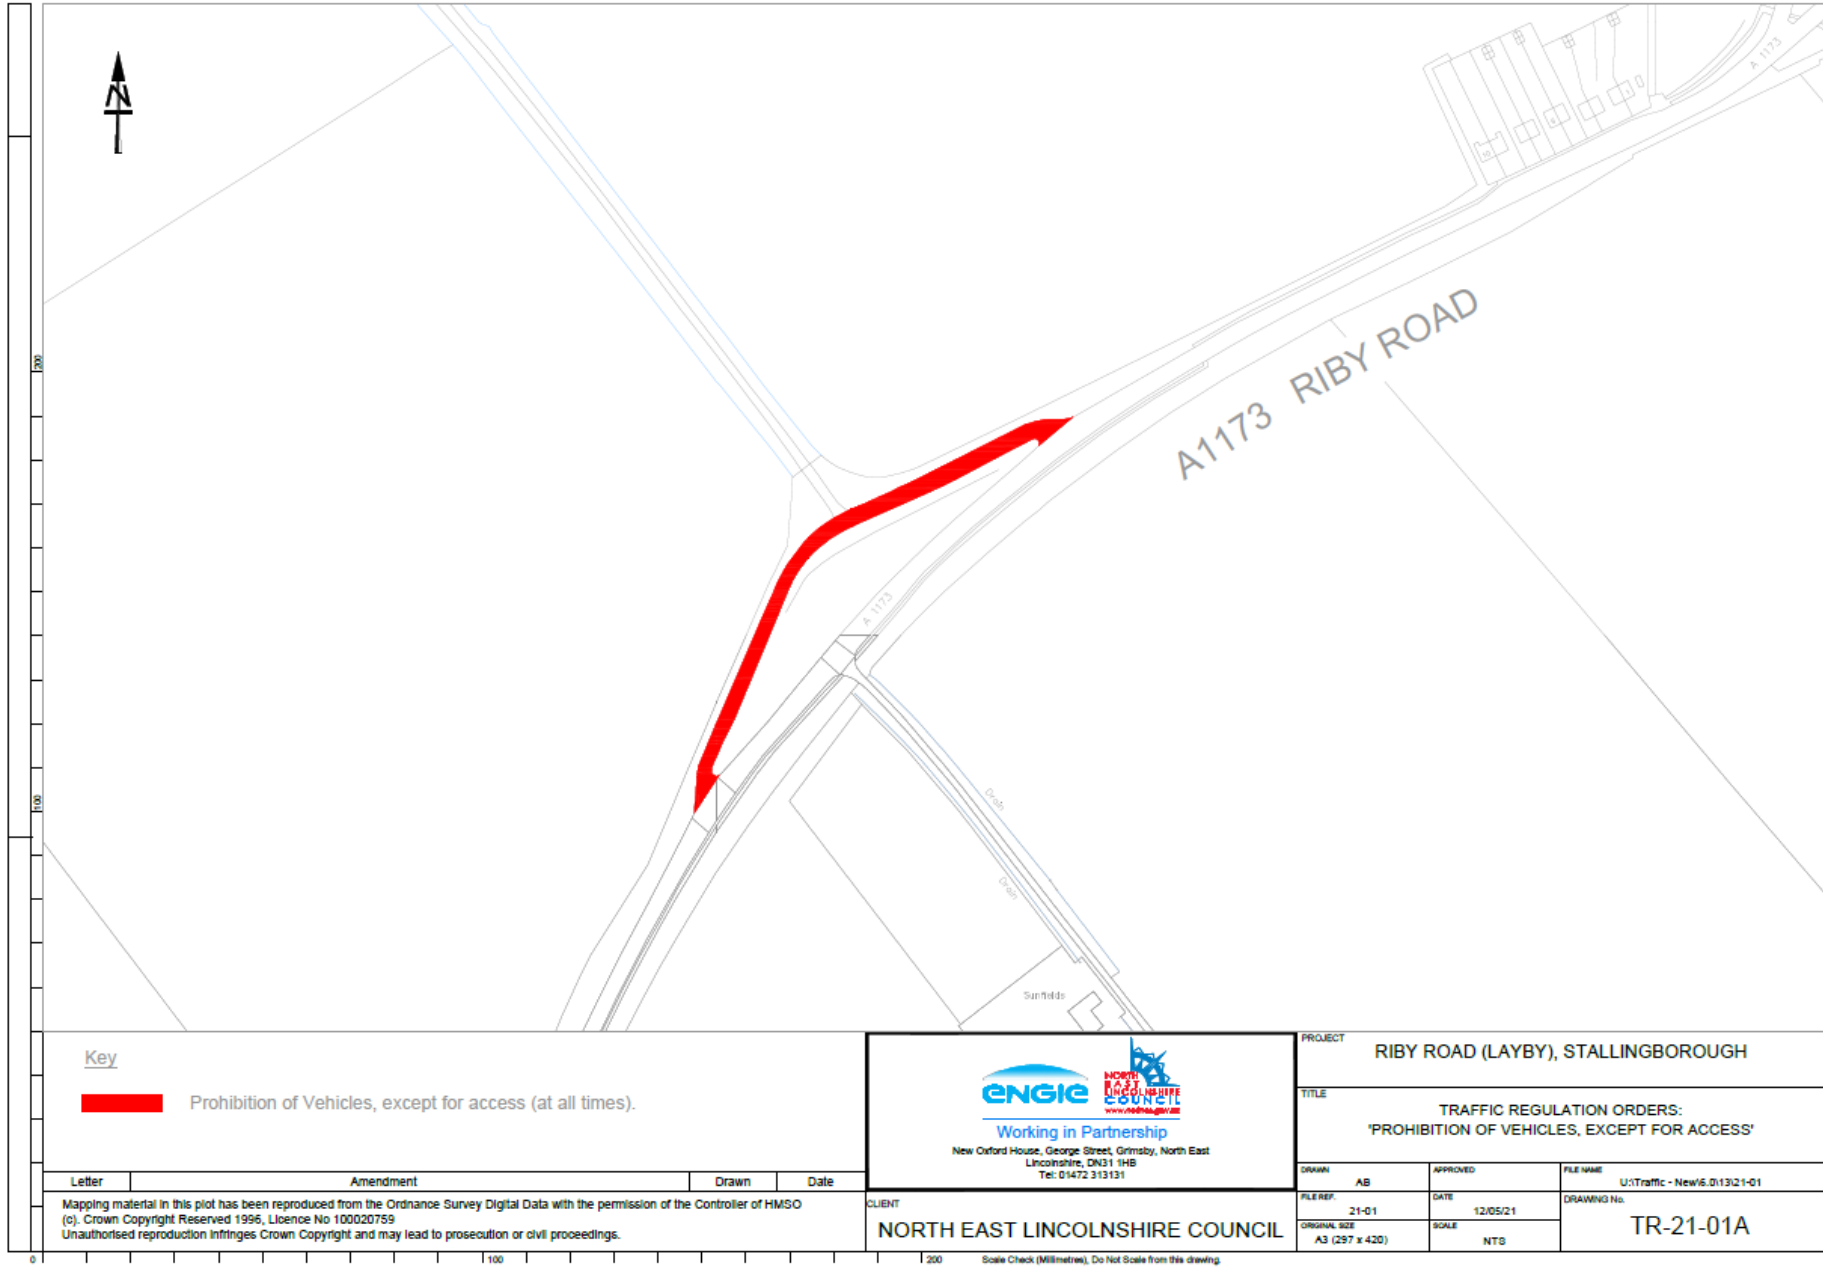 N
A 1173
A1173 RIBY ROAD
A 1173
Drain
Drain
Sunfields
200
100
Key
Prohibition of Vehicles, except for access (at all times).
Letter Amendment Drawn Date
Mapping material in this plot has been reproduced from the Ordnance Survey Digital Data with the permission of the Controller of HMSO
(c). Crown Copyright Reserved 1996, Licence No 100020759
Unauthorised reproduction infringes Crown Copyright and may lead to prosecution or civil proceedings.
ENGIE
NORTH
EAST
LINCOLNSHIRE
COUNCIL
Working in Partnership
New Oxford House, George Street, Grimsby, North East
Lincolnshire, DN31 1HB
Tel: 01472 313131
CLIENT
NORTH EAST LINCOLNSHIRE COUNCIL
PROJECT
RIBY ROAD (LAYBY), STALLINGBOROUGH
TITLE
TRAFFIC REGULATION ORDERS:
'PROHIBITION OF VEHICLES, EXCEPT FOR ACCESS'
DRAWN
AB
APPROVED
FILE NAME
U:\Traffic - New\6.0\13\21-01
FILE REF.
21-01
DATE
12/05/21
DRAWING No.
TR-21-01A
ORIGINAL SIZE
A3 (297 x 420)
SCALE
NTS
0 100 200 Scale Check (Millimetres), Do Not Scale from this drawing.